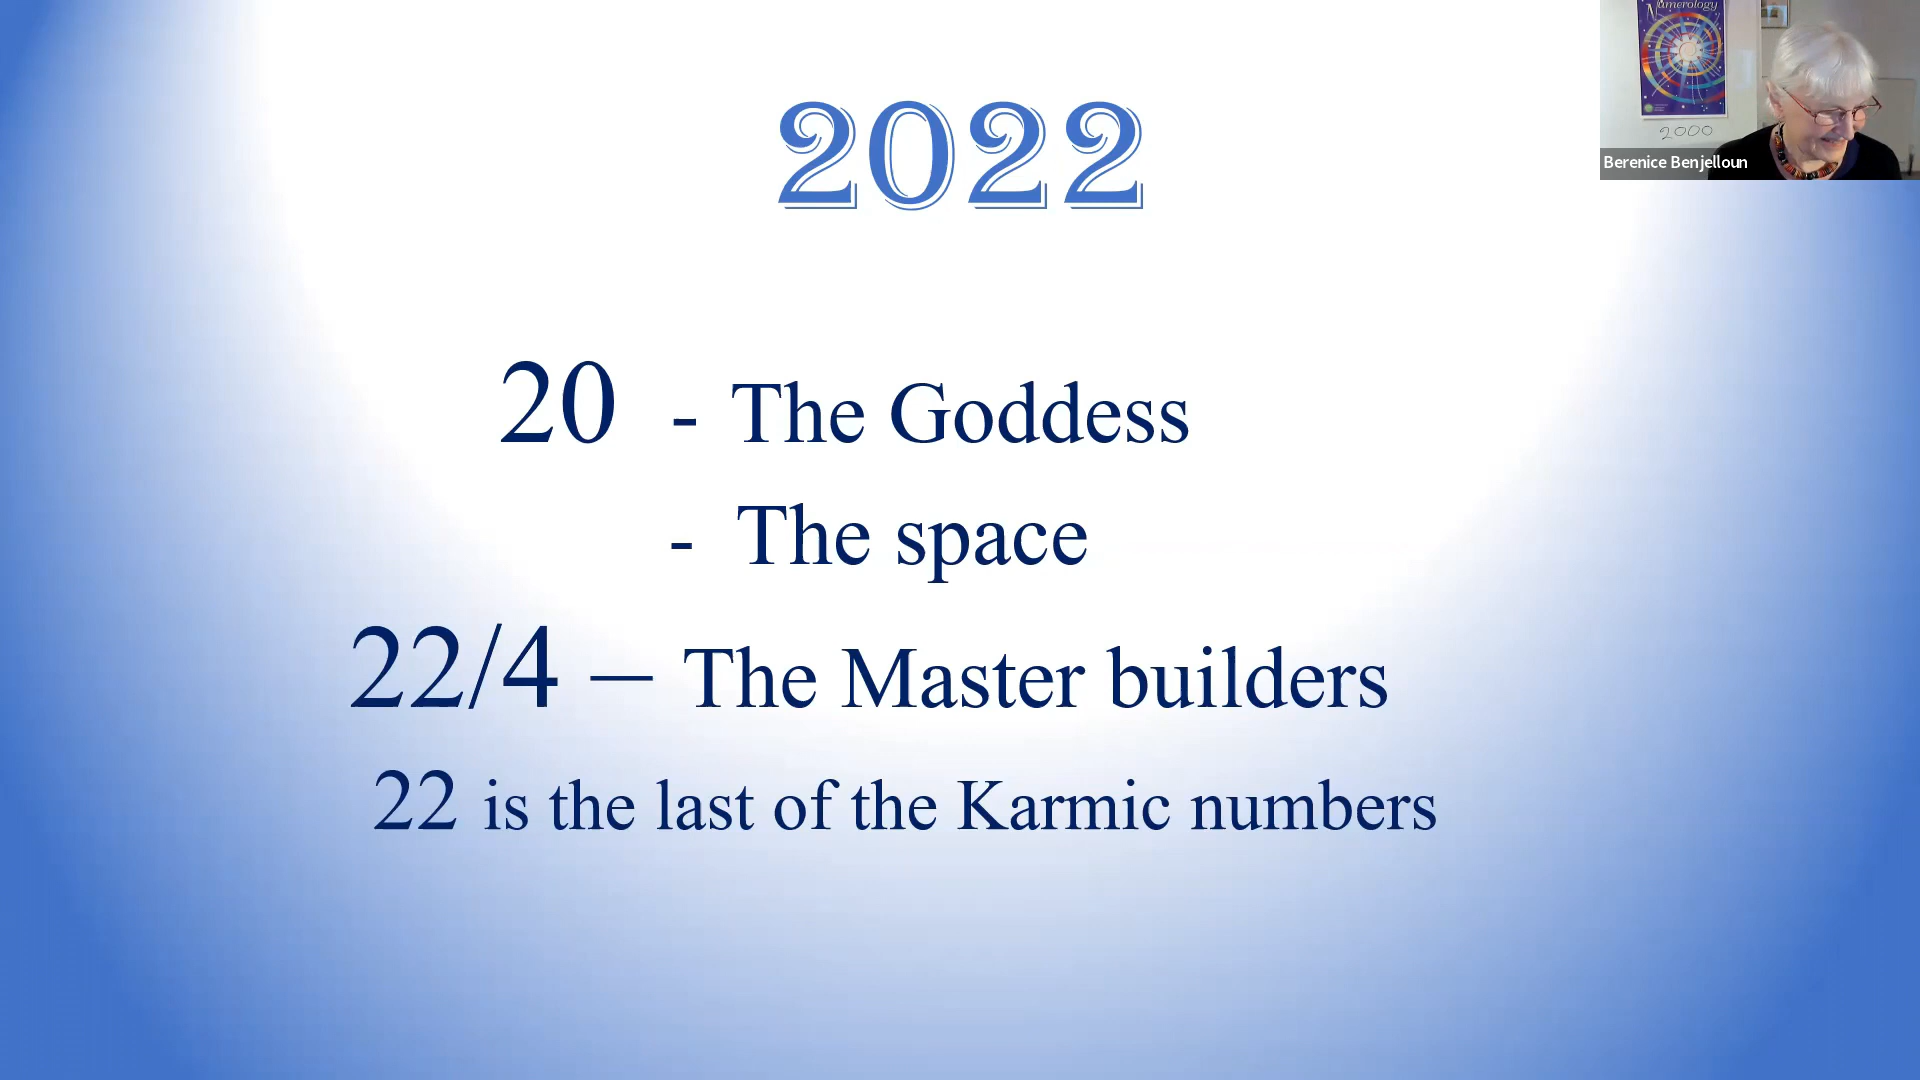 2022
20 - The Goddess
- The space
22/4 – The Master builders
22 is the last of the Karmic numbers
Numerology
2000
Berenice Benjelloun